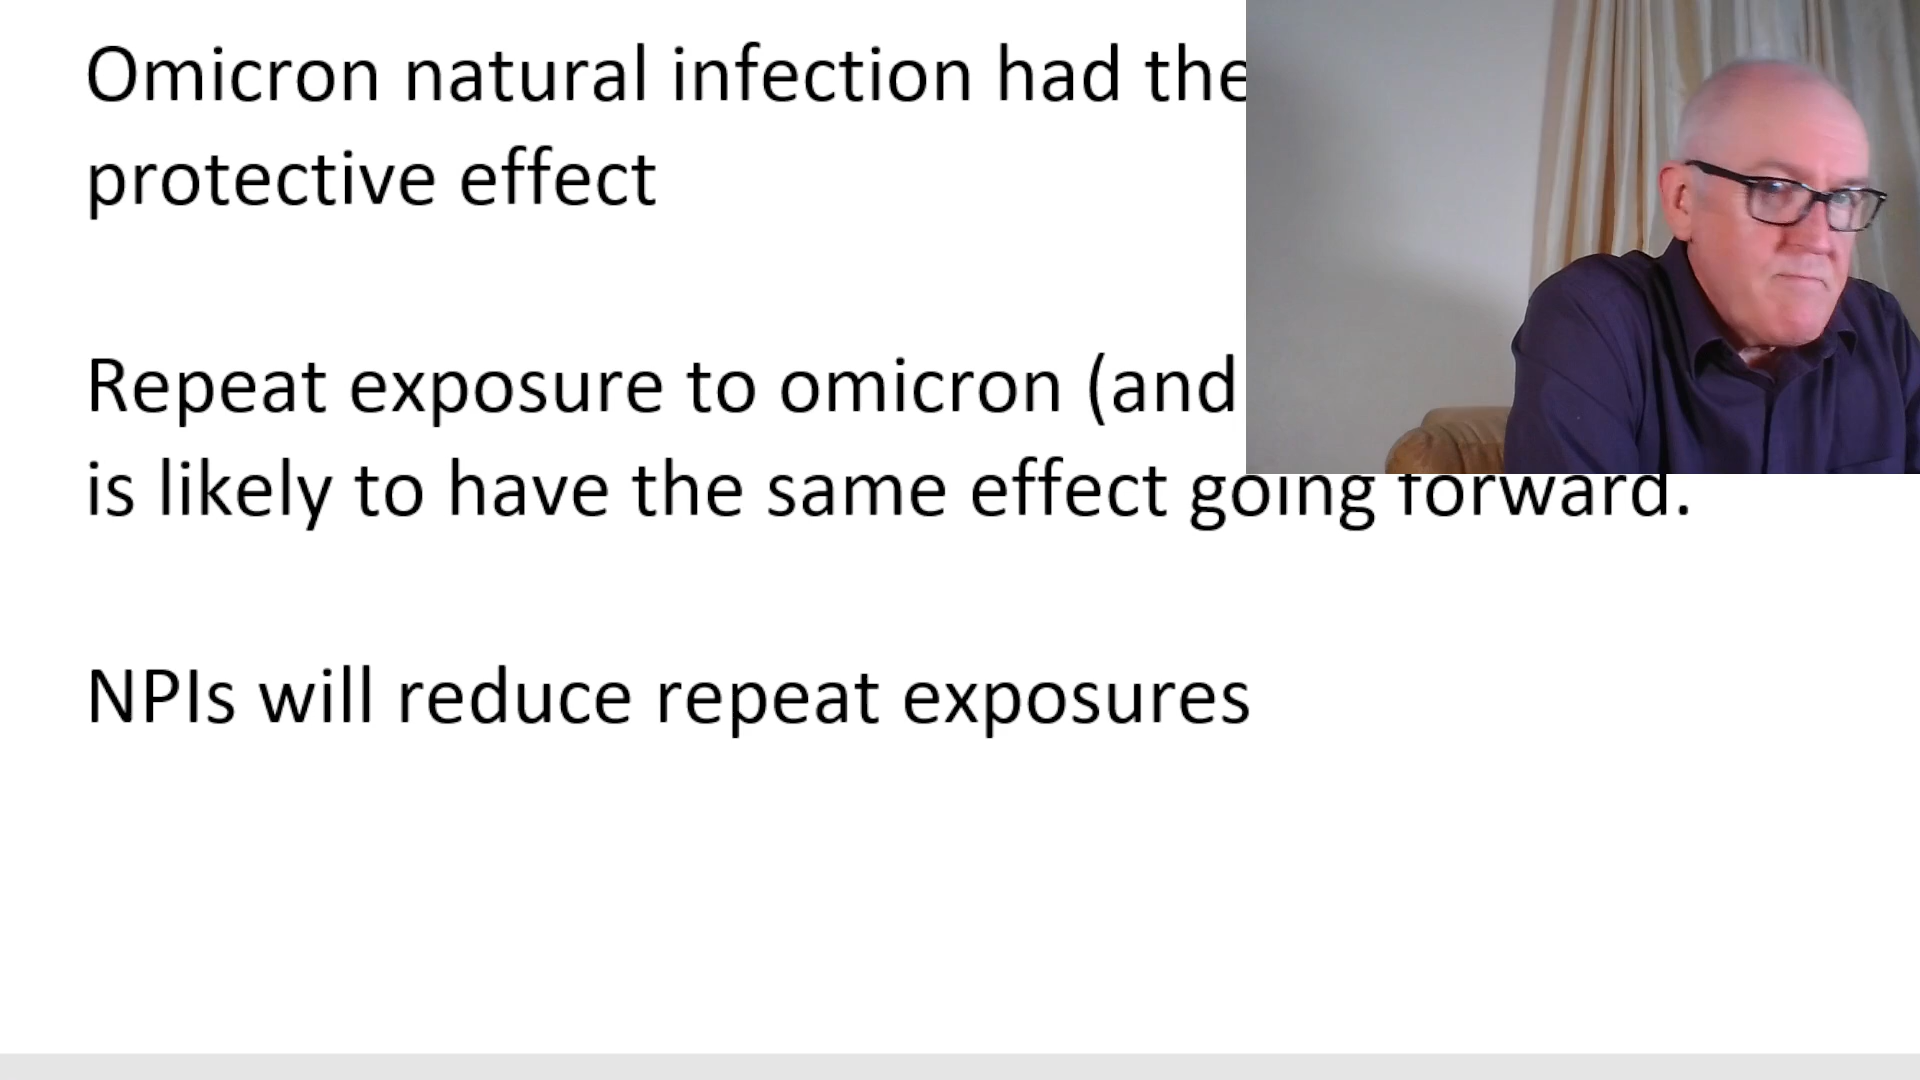 Omicron natural infection had the
protective effect
Repeat exposure to omicron (and
is likely to have the same effect going forward.
NPIs will reduce repeat exposures